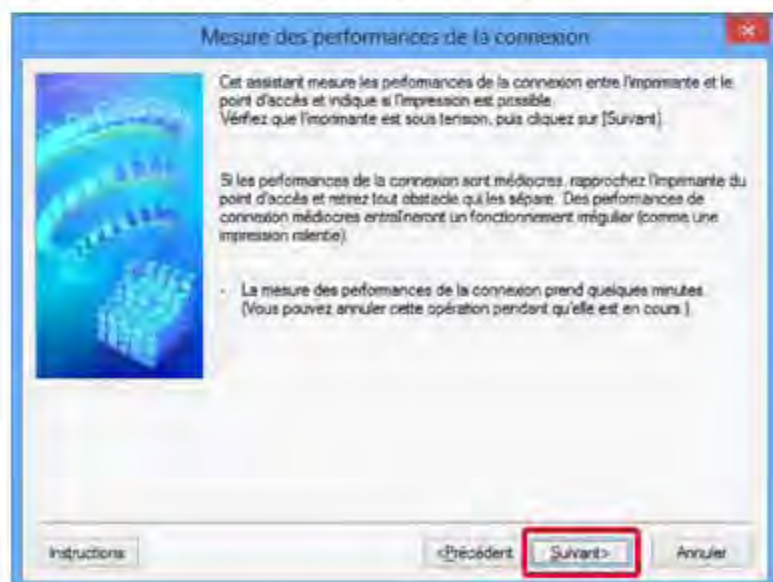 Mesure des performances de la connexion
Cet assistant mesure les performances de la connexion entre l'imprimante et le
point d'accès et indique si l'impression est possible.
Vérifiez que l'imprimante est sous tension, puis cliquez sur [Suivant].
Si les performances de la connexion sont médiocres, rapprochez l'imprimante du
point d'accès et retirez tout obstacle qui les sépare. Des performances de
connexion médiocres entraîneront un fonctionnement irrégulier (comme une
impression ralentie).
- La mesure des performances de la connexion prend quelques minutes.
(Vous pouvez annuler cette opération pendant qu'elle est en cours.)
Instructions
<Précédent
Suivant>
Annuler